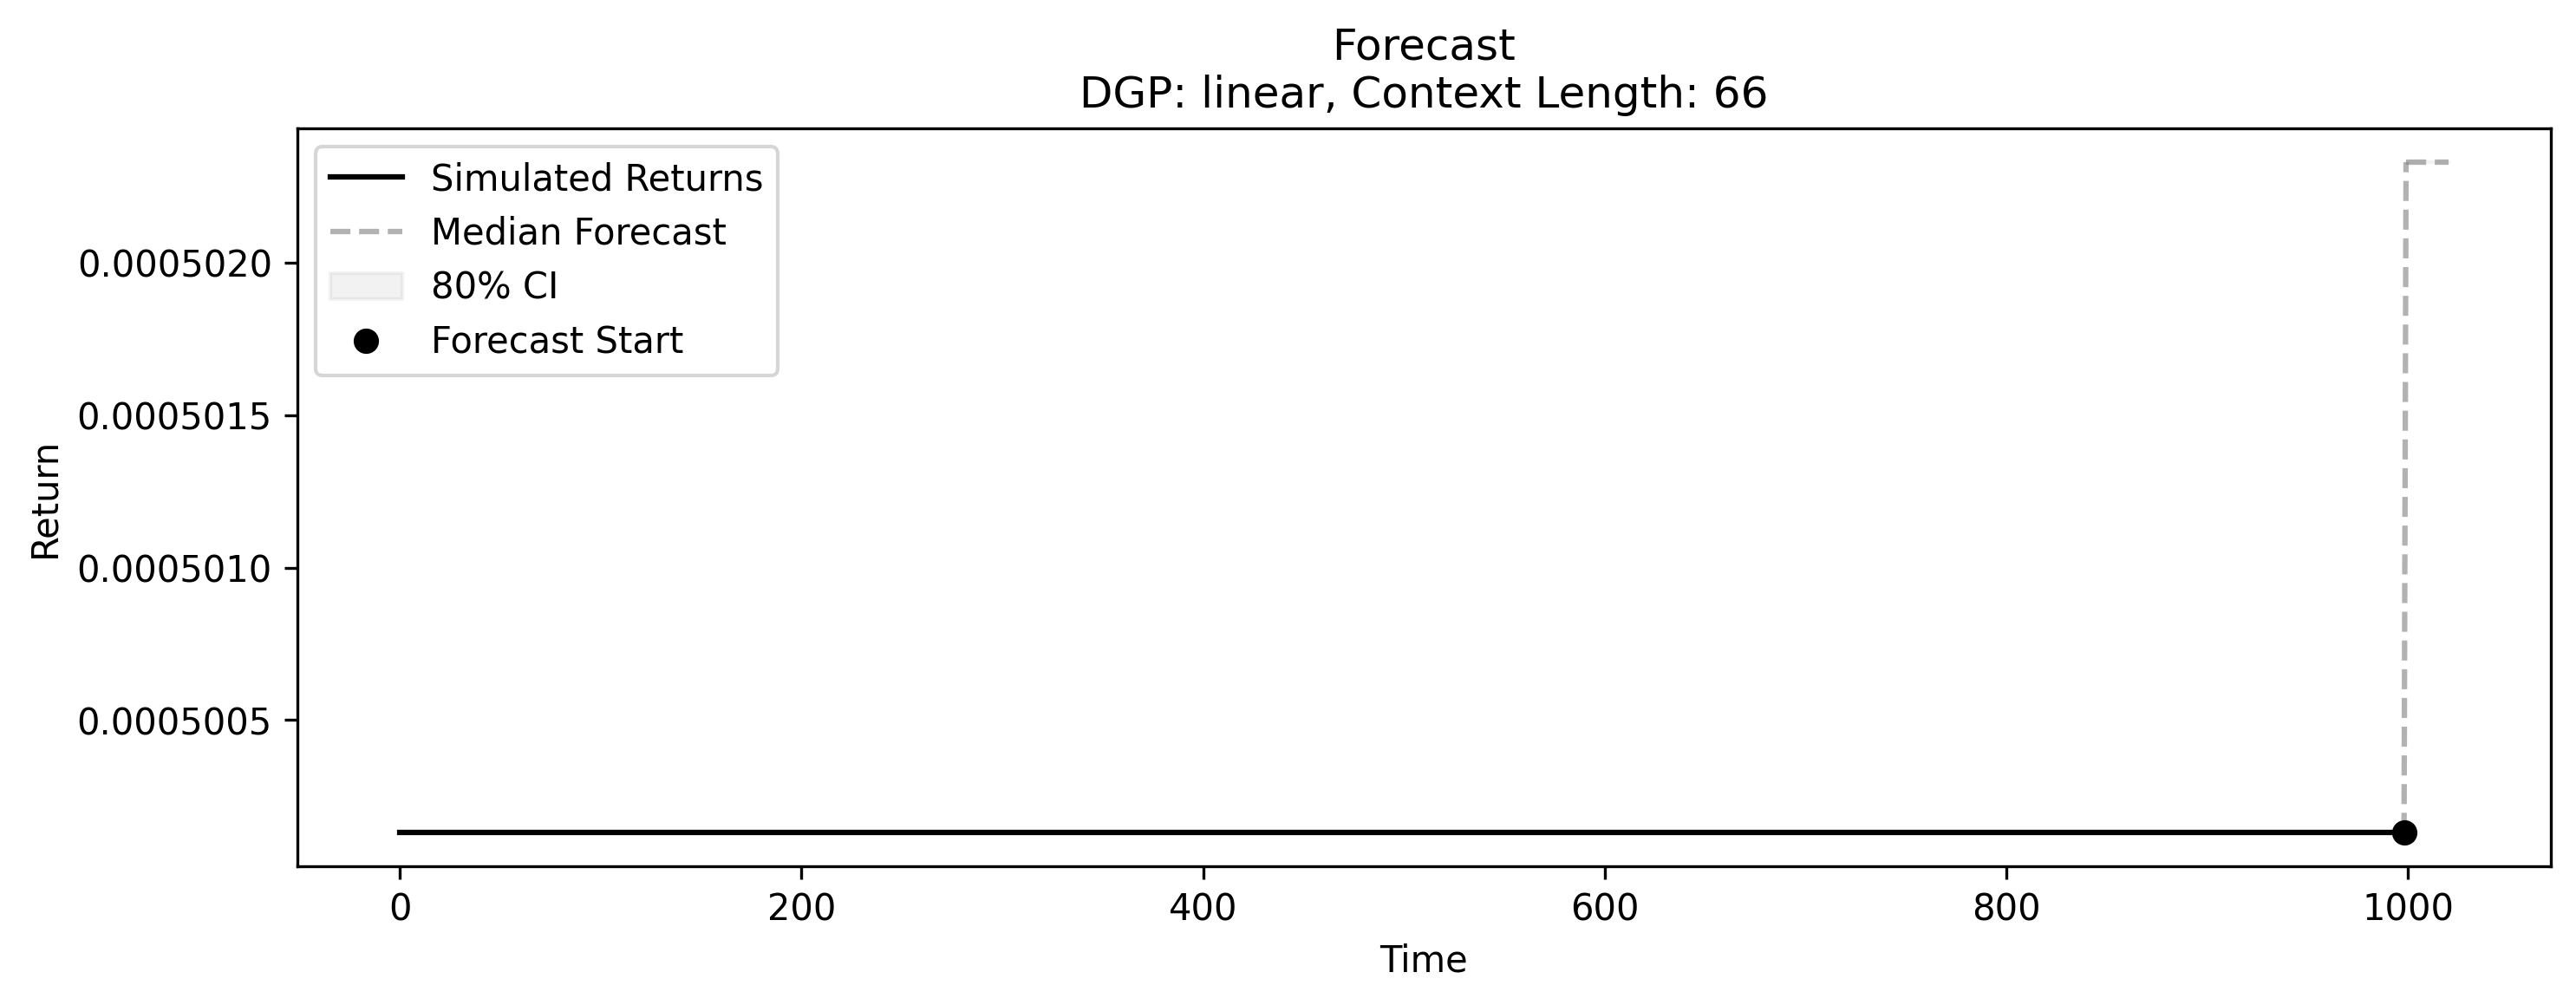 Forecast
DGP: linear, Context Length: 66
Simulated Returns
Median Forecast
80% CI
Forecast Start
Return
0.0005020
0.0005015
0.0005010
0.0005005
0
200
400
600
800
1000
Time